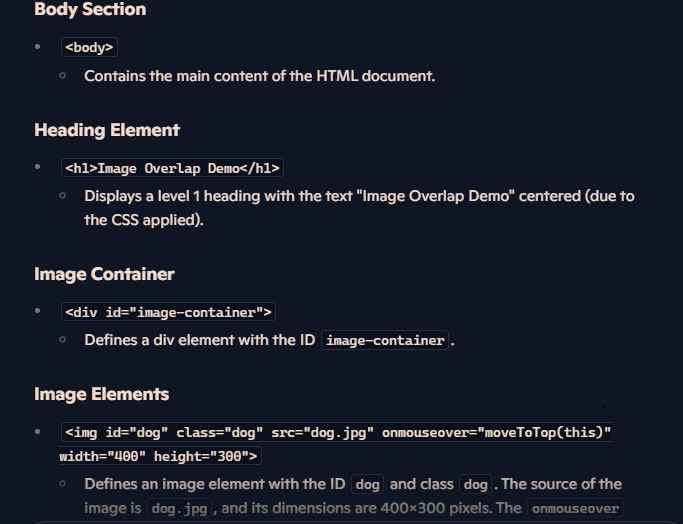 Body Section
<body>
Contains the main content of the HTML document.
Heading Element
<h1>Image Overlap Demo</h1>
Displays a level 1 heading with the text "Image Overlap Demo" centered (due to
the CSS applied).
Image Container
<div id="image-container">
Defines a div element with the ID image-container.
Image Elements
<img id="dog" class="dog" src="dog.jpg" onmouseover="moveToTop(this)"
width="400" height="300">
Defines an image element with the ID dog and class dog. The source of the
image is dog.jpg, and its dimensions are 400×300 pixels. The onmouseover